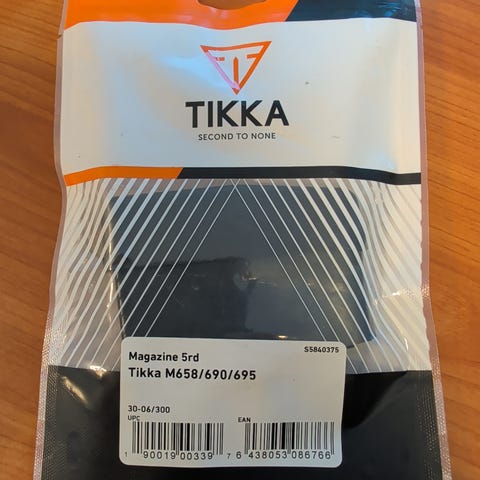 TIKKA
SECOND TO NONE
Magazine 5rd
S5840375
Tikka M658/690/695
30-06/300
UPC
EAN
1 90019 00339 7
6 438053 086766